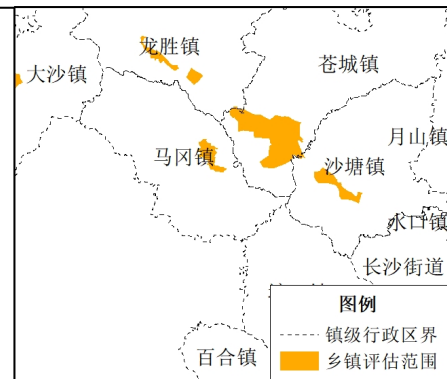 龙胜镇
苍城镇
大沙镇
月山镇
马冈镇
沙塘镇
水口镇
长沙街道
图例
镇级行政区界
乡镇评估范围
百合镇